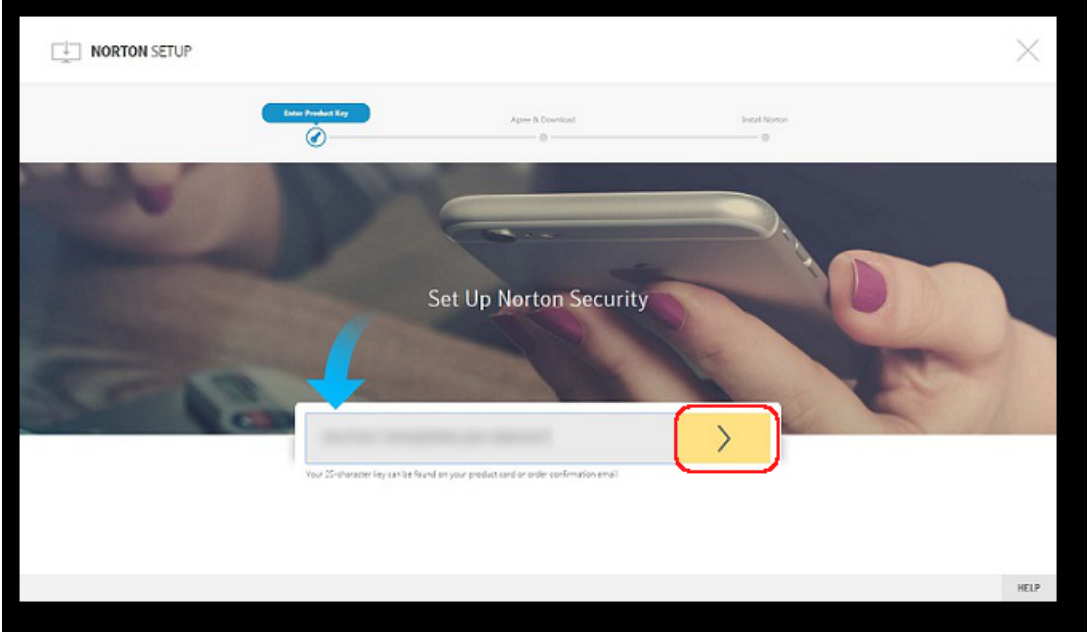 NORTON SETUP
Enter Product Key
Agree & Download
Install Norton
Set Up Norton Security
Your 25-character key can be found on your product card or order confirmation email
HELP